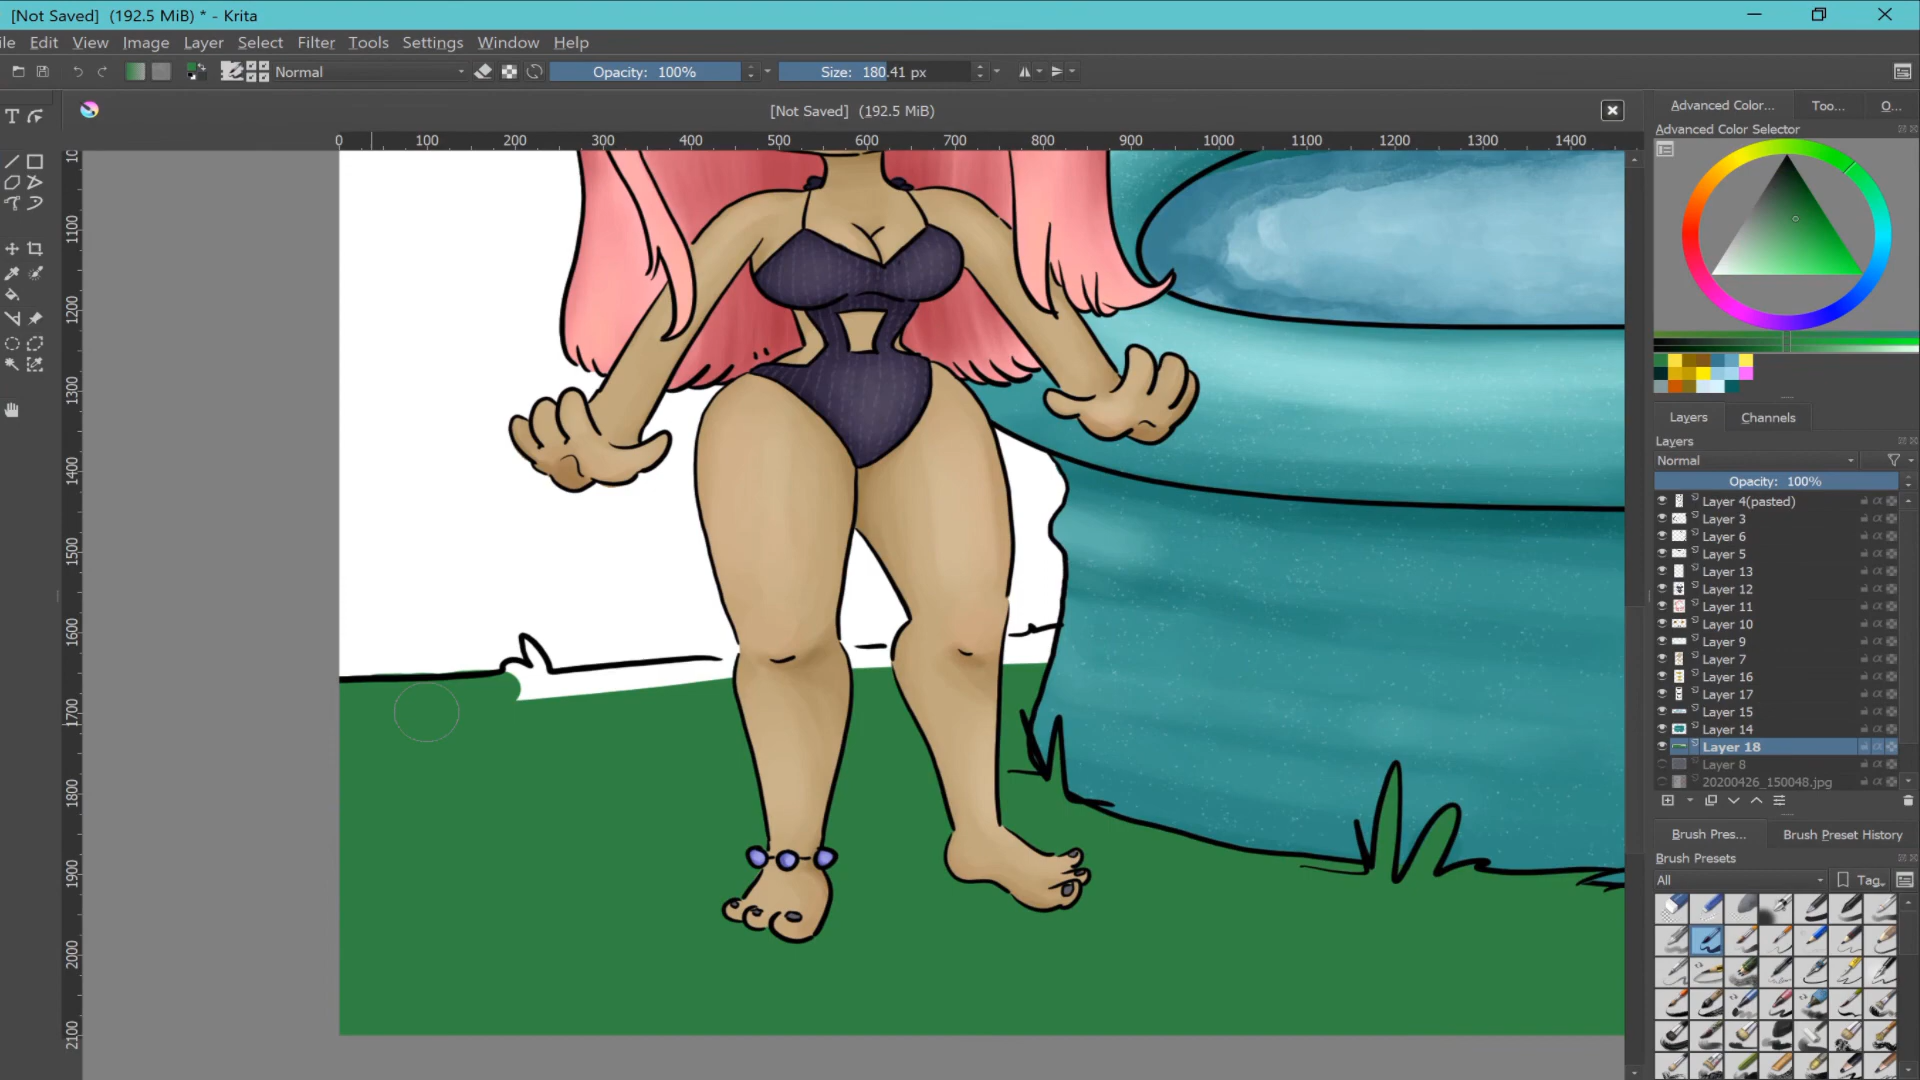 [Not Saved] (192.5 MiB) * - Krita
ile Edit View Image Layer Select Filter Tools Settings Window Help
Normal Opacity: 100% Size: 180.41 px
[Not Saved] (192.5 MiB)
Advanced Color... Too... O...
Advanced Color Selector
0 100 200 300 400 500 600 700 800 900 1000 1100 1200 1300 1400
10
1100
1200
1300
1400
1500
1600
1700
1800
1900
2000
2100
Layers Channels
Layers
Normal
Opacity: 100%
Layer 4(pasted)
Layer 3
Layer 6
Layer 5
Layer 13
Layer 12
Layer 11
Layer 10
Layer 9
Layer 7
Layer 16
Layer 17
Layer 15
Layer 14
Layer 18
Layer 8
20200426_150048.jpg
Brush Pres... Brush Preset History
Brush Presets
All Tag